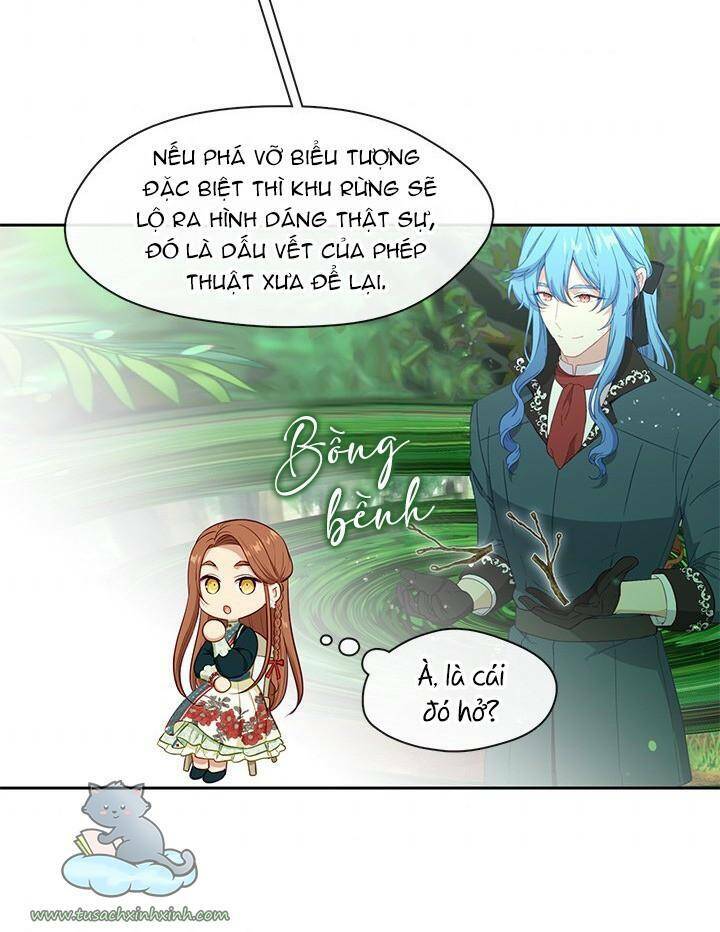 NẾU PHÁ VỠ BIỂU TƯỢNG
ĐẶC BIỆT THÌ KHU RỪNG SẼ
LỘ RA HÌNH DÁNG THẬT SỰ,
ĐÓ LÀ DẤU VẾT CỦA PHÉP
THUẬT XƯA ĐỂ LẠI.
Bồng
bềnh
À, là cái
đó hở?
www.tusachxinhxinh.com